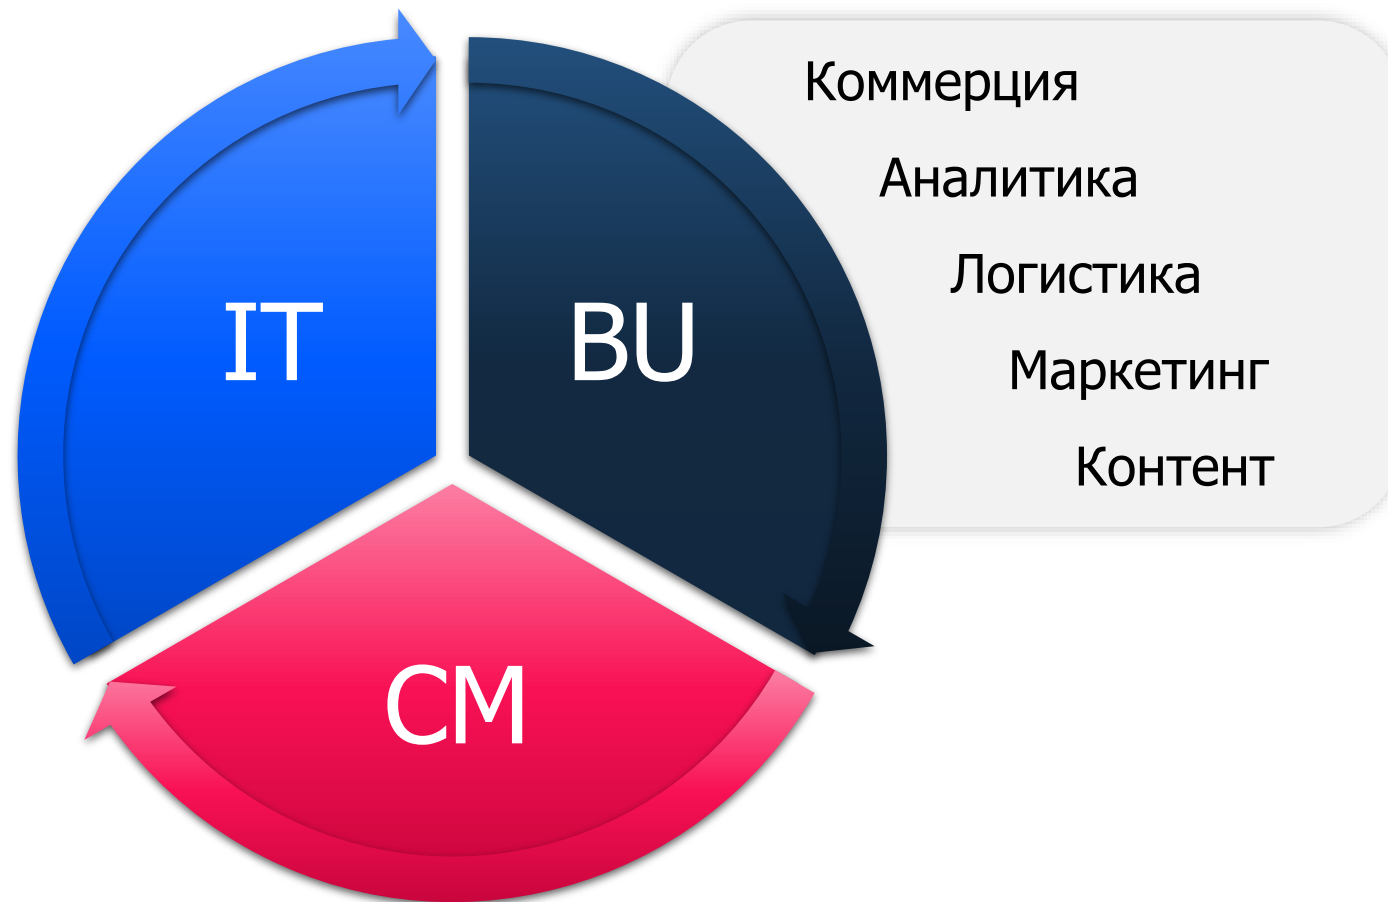 IT
BU
CM
Коммерция
Аналитика
Логистика
Маркетинг
Контент